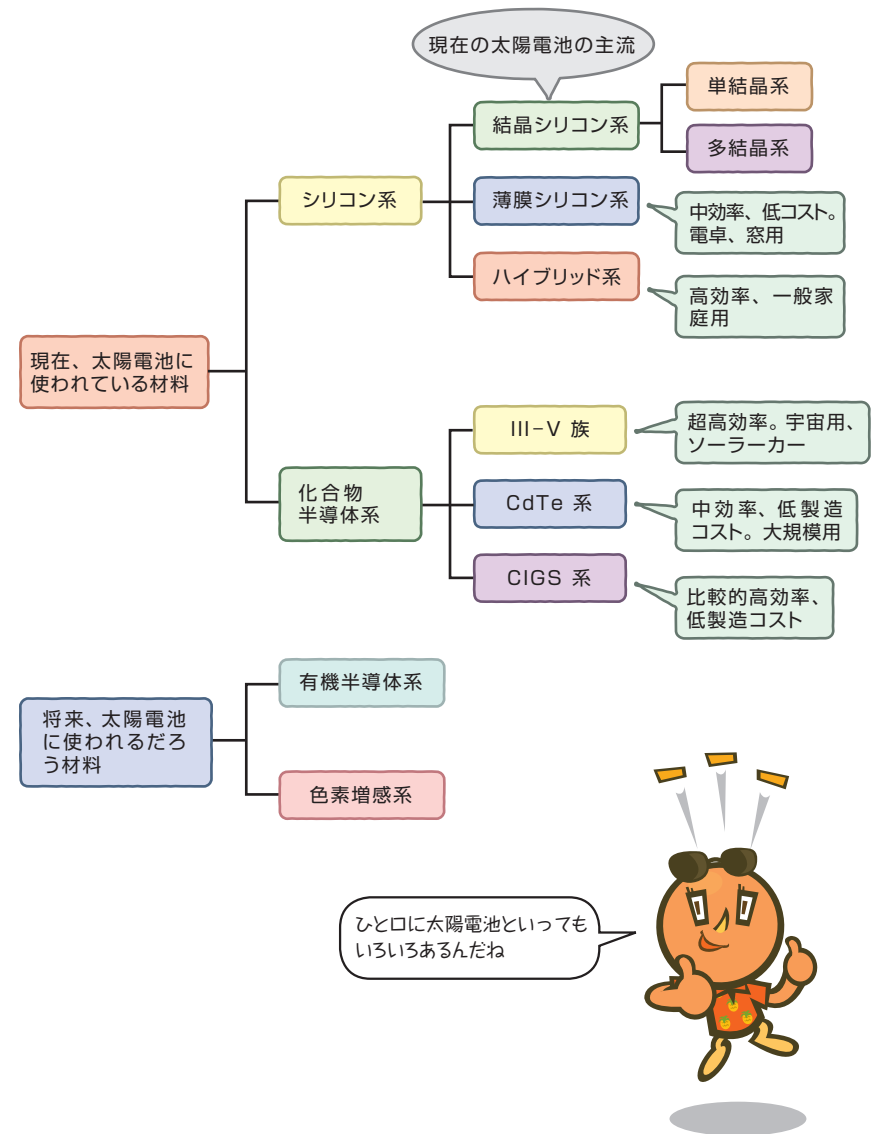 現在の太陽電池の主流
単結晶系
結晶シリコン系
多結晶系
シリコン系
薄膜シリコン系
中効率、低コスト。
電卓、窓用
ハイブリッド系
高効率、一般家
庭用
現在、太陽電池に
使われている材料
III−V 族
超高効率。宇宙用、
ソーラーカー
化合物
半導体系
CdTe 系
中効率、低製造
コスト。大規模用
CIGS 系
比較的高効率、
低製造コスト
有機半導体系
将来、太陽電池
に使われるだろ
う材料
色素増感系
ひと口に太陽電池といっても
いろいろあるんだね